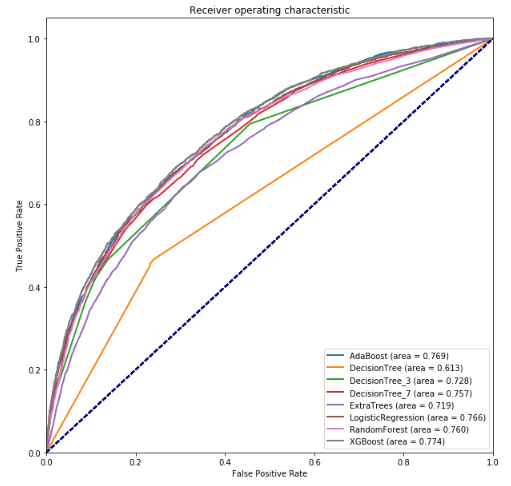 Receiver operating characteristic
1.0
0.8
0.6
0.4
0.2
0.0
True Positive Rate
AdaBoost (area = 0.769)
DecisionTree (area = 0.613)
DecisionTree_3 (area = 0.728)
DecisionTree_7 (area = 0.757)
ExtraTrees (area = 0.719)
LogisticRegression (area = 0.766)
RandomForest (area = 0.760)
XGBoost (area = 0.774)
0.0 0.2 0.4 0.6 0.8 1.0
False Positive Rate